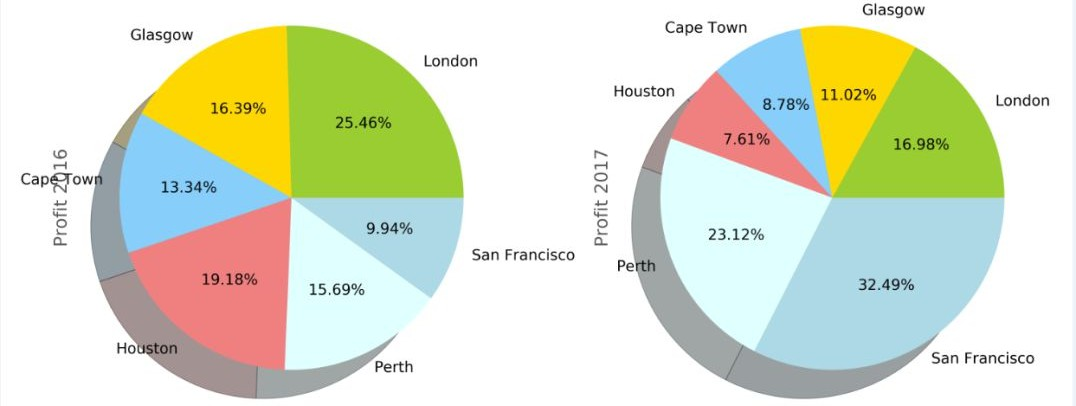 Profit 2016
Glasgow
London
16.39%
25.46%
Cape Town
13.34%
9.94%
San Francisco
19.18%
15.69%
Houston
Perth
Profit 2017
Glasgow
Cape Town
Houston
London
8.78%
11.02%
7.61%
16.98%
23.12%
Perth
32.49%
San Francisco